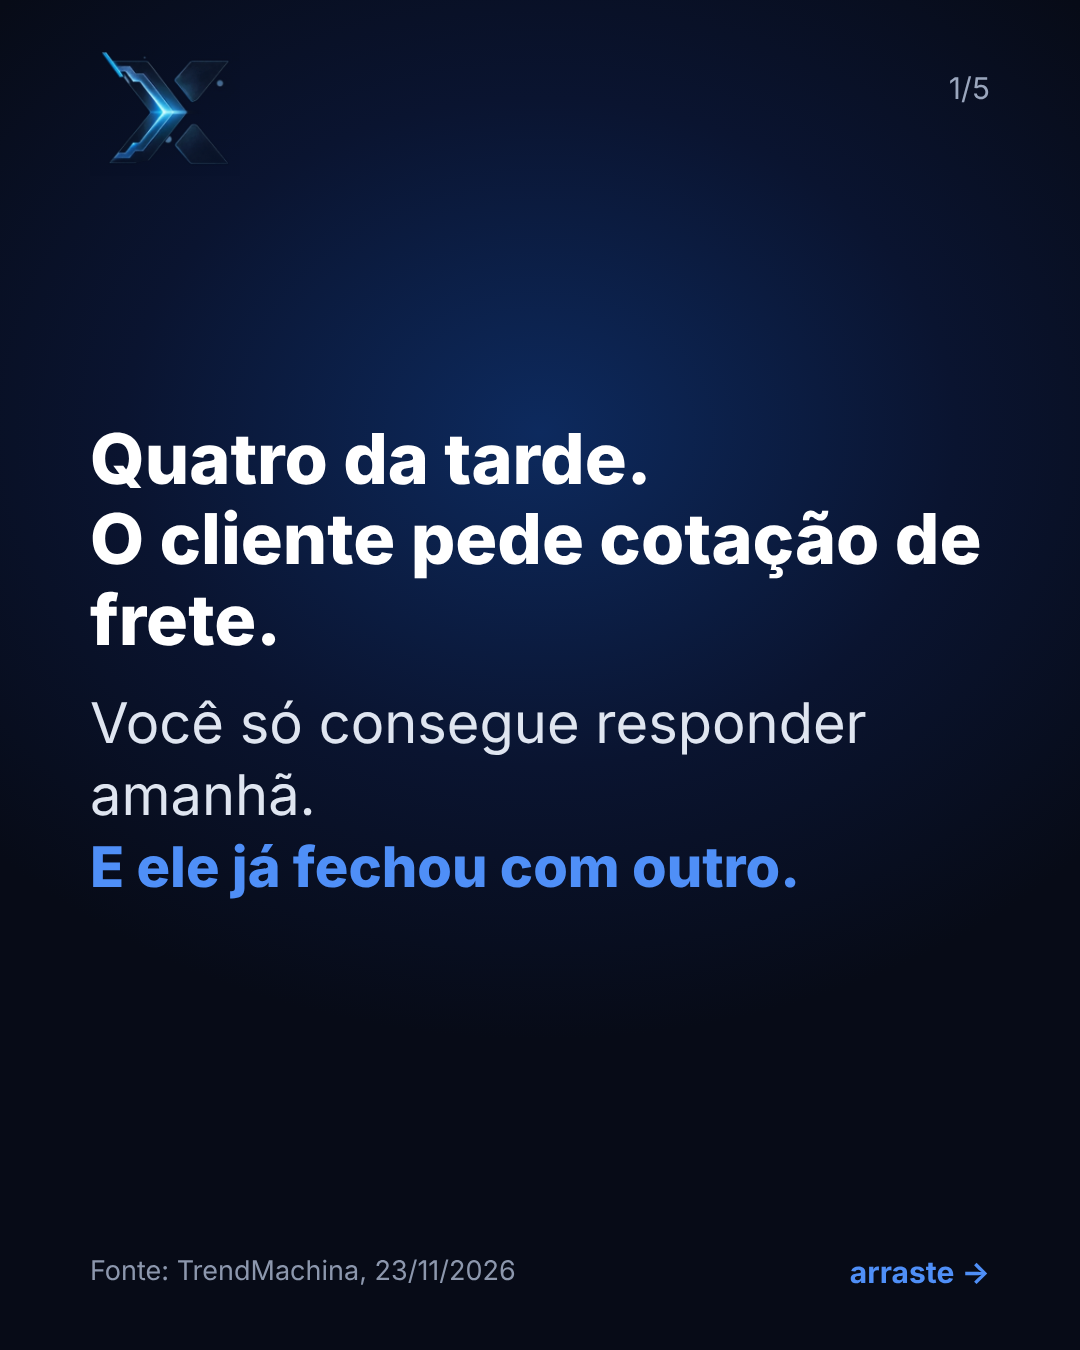 1/5
Quatro da tarde.
O cliente pede cotação de
frete.
Você só consegue responder
amanhã.
E ele já fechou com outro.
Fonte: TrendMachina, 23/11/2026
arraste →